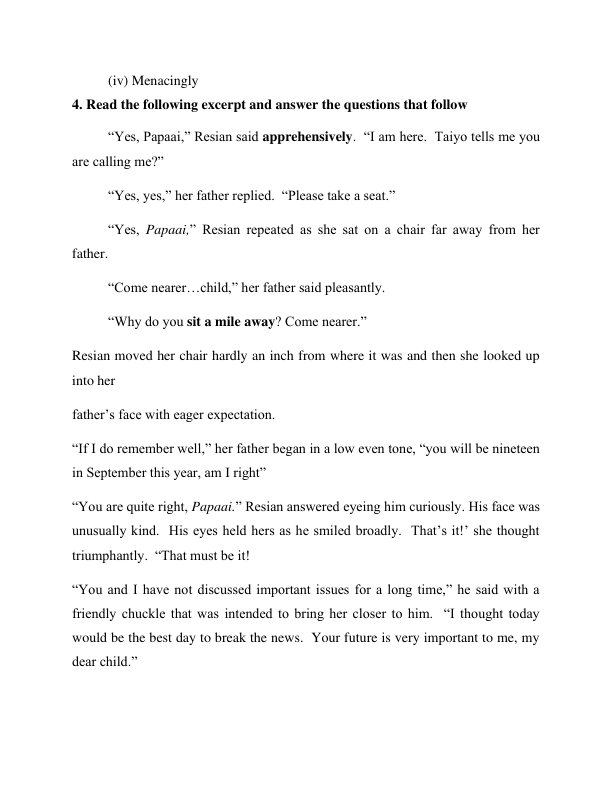 (iv) Menacingly
4. Read the following excerpt and answer the questions that follow
“Yes, Papaai,” Resian said apprehensively.  “I am here.  Taiyo tells me you
are calling me?”
“Yes, yes,” her father replied.  “Please take a seat.”
“Yes, Papaai,” Resian repeated as she sat on a chair far away from her
father.
“Come nearer…child,” her father said pleasantly.
“Why do you sit a mile away? Come nearer.”
Resian moved her chair hardly an inch from where it was and then she looked up
into her
father’s face with eager expectation.
“If I do remember well,” her father began in a low even tone, “you will be nineteen
in September this year, am I right”
“You are quite right, Papaai.” Resian answered eyeing him curiously. His face was
unusually kind.  His eyes held hers as he smiled broadly.  That’s it!’ she thought
triumphantly.  “That must be it!
“You and I have not discussed important issues for a long time,” he said with a
friendly chuckle that was intended to bring her closer to him.  “I thought today
would be the best day to break the news.  Your future is very important to me, my
dear child.”